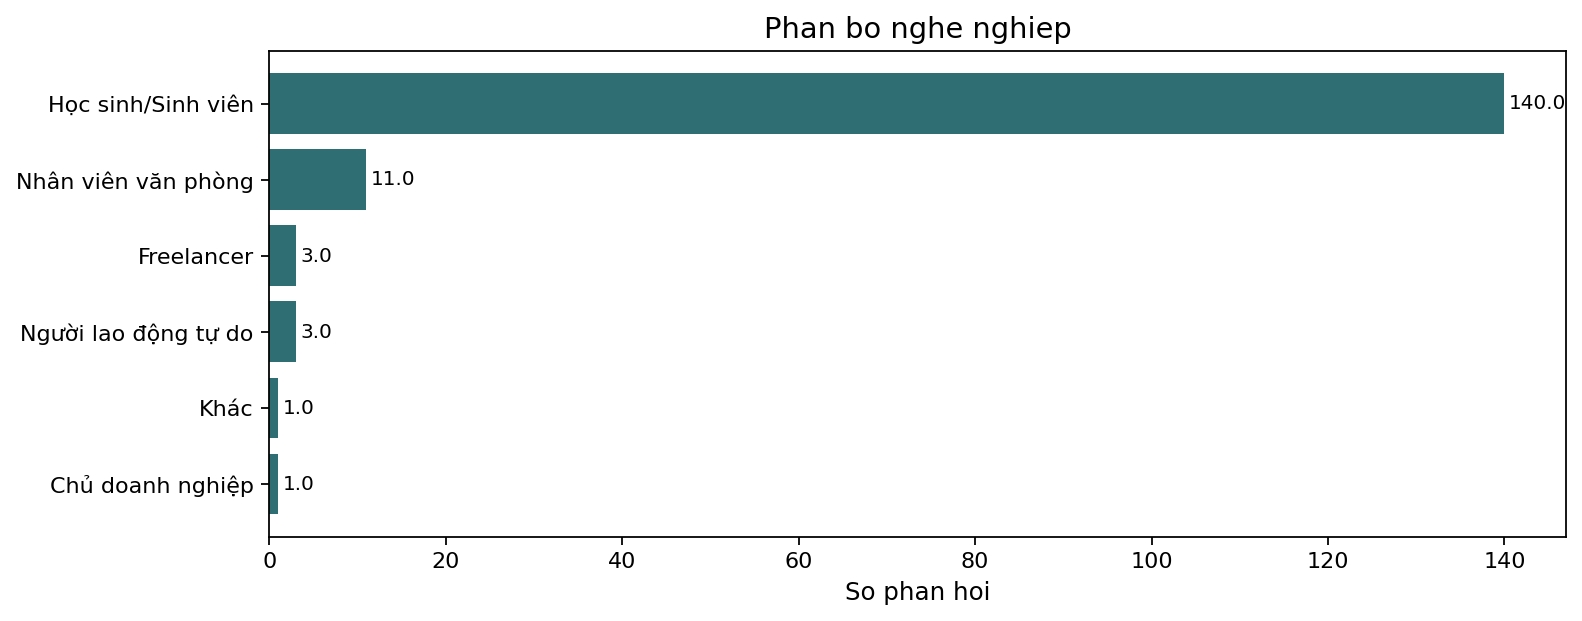 Phan bo nghe nghiep
Học sinh/Sinh viên 140.0
Nhân viên văn phòng 11.0
Freelancer 3.0
Người lao động tự do 3.0
Khác 1.0
Chủ doanh nghiệp 1.0
0 20 40 60 80 100 120 140
So phan hoi